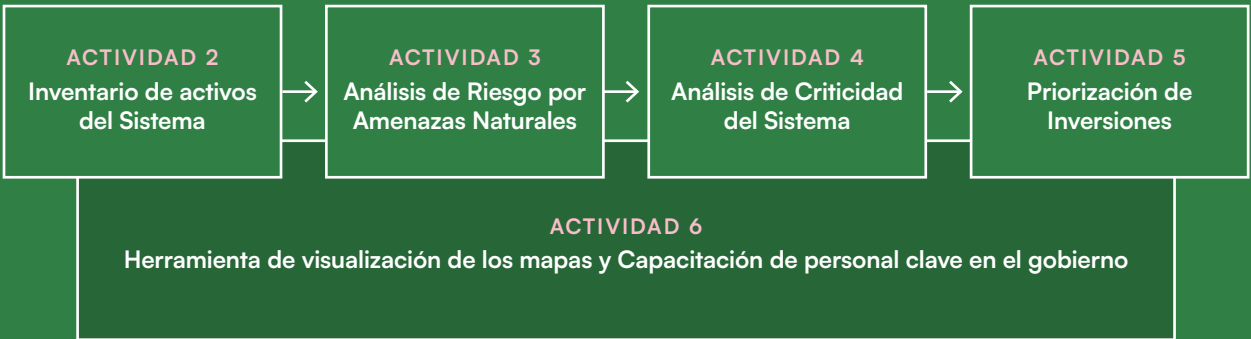 ACTIVIDAD 2
Inventario de activos
del Sistema
ACTIVIDAD 3
Análisis de Riesgo por
Amenazas Naturales
ACTIVIDAD 4
Análisis de Criticidad
del Sistema
ACTIVIDAD 5
Priorización de
Inversiones
ACTIVIDAD 6
Herramienta de visualización de los mapas y Capacitación de personal clave en el gobierno